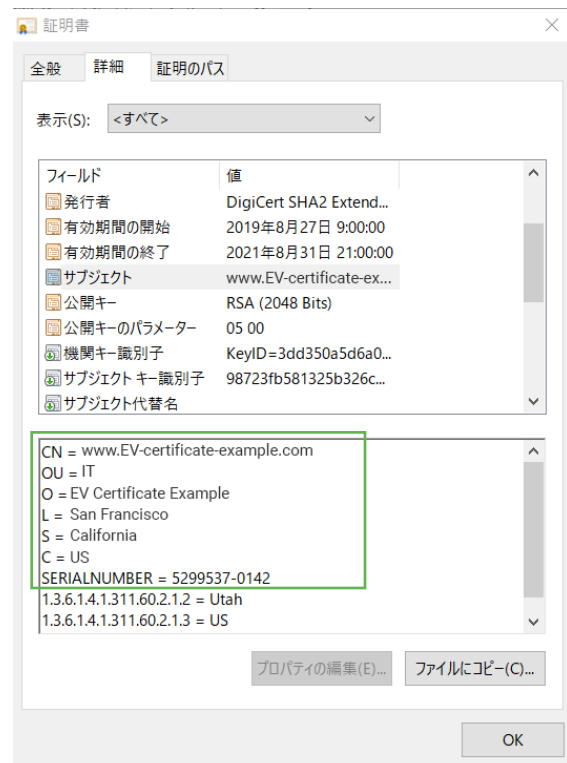 証明書
全般 詳細 証明のパス
表示(S): <すべて>
フィールド 値
発行者 DigiCert SHA2 Extend...
有効期間の開始 2019年8月27日 9:00:00
有効期間の終了 2021年8月31日 21:00:00
サブジェクト www.EV-certificate-ex...
公開キー RSA (2048 Bits)
公開キーのパラメーター 05 00
機関キー識別子 KeyID=3dd350a5d6a0...
サブジェクト キー識別子 98723fb581325b326c...
サブジェクト代替名
CN = www.EV-certificate-example.com
OU = IT
O = EV Certificate Example
L = San Francisco
S = California
C = US
SERIALNUMBER = 5299537-0142
1.3.6.1.4.1.311.60.2.1.2 = Utah
1.3.6.1.4.1.311.60.2.1.3 = US
プロパティの編集(E)... ファイルにコピー(C)...
OK